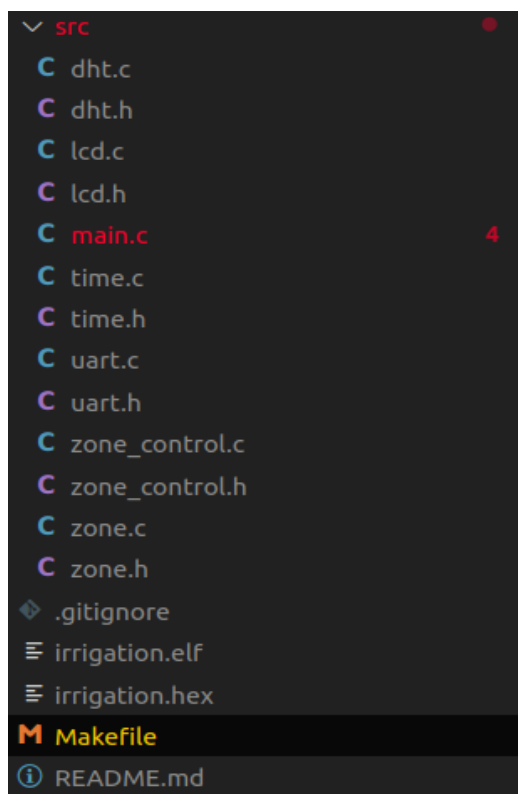 src
C dht.c
C dht.h
C lcd.c
C lcd.h
C main.c 4
C time.c
C time.h
C uart.c
C uart.h
C zone_control.c
C zone_control.h
C zone.c
C zone.h
.gitignore
irrigation.elf
irrigation.hex
M Makefile
README.md